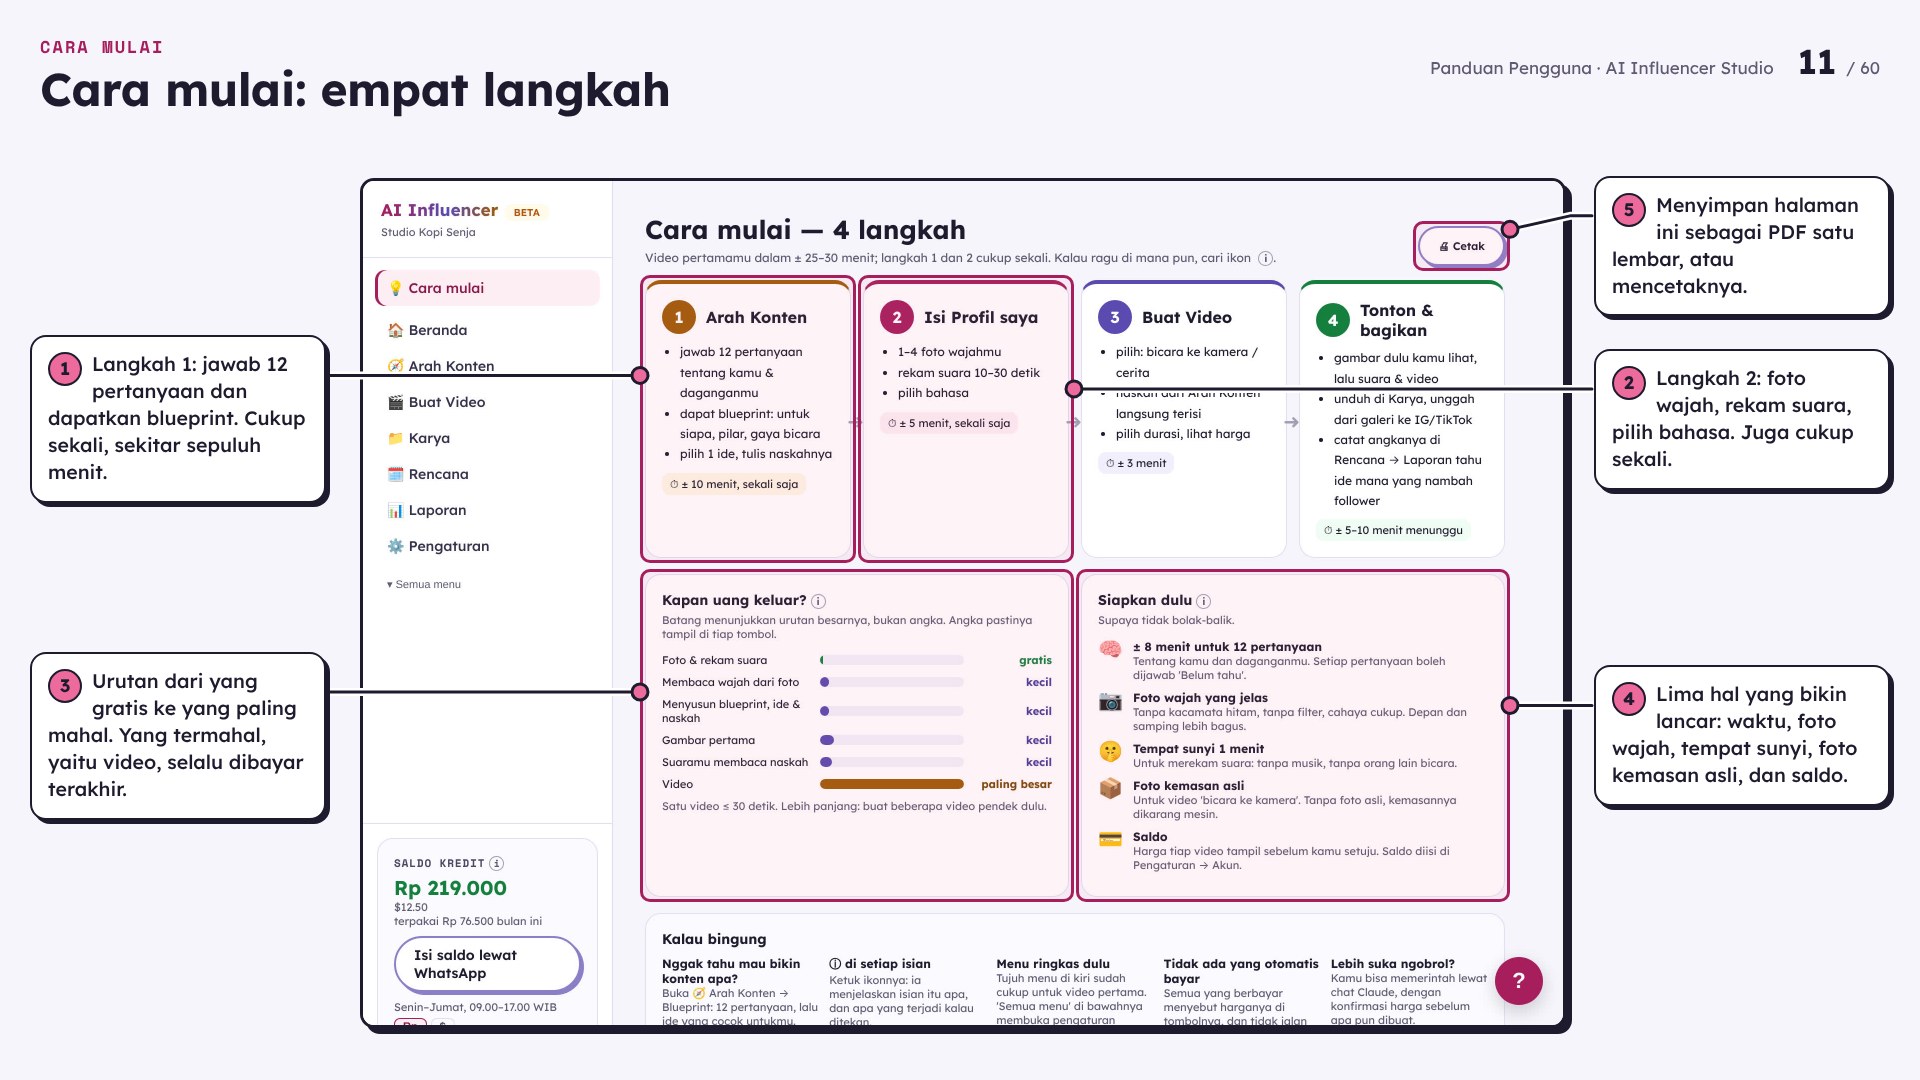 CARA MULAI
Cara mulai: empat langkah
Panduan Pengguna · AI Influencer Studio 11 / 60
1 Langkah 1: jawab 12
pertanyaan dan
dapatkan blueprint. Cukup
sekali, sekitar sepuluh
menit.
3 Urutan dari yang
gratis ke yang paling
mahal. Yang termahal,
yaitu video, selalu dibayar
terakhir.
AI Influencer BETA
Studio Kopi Senja
Cara mulai
Beranda
Arah Konten
Buat Video
Karya
Rencana
Laporan
Pengaturan
▾ Semua menu
SALDO KREDIT i
Rp 219.000
$12.50
terpakai Rp 76.500 bulan ini
Isi saldo lewat
WhatsApp
Senin–Jumat, 09.00–17.00 WIB
Cara mulai — 4 langkah
Video pertamamu dalam ± 25–30 menit; langkah 1 dan 2 cukup sekali. Kalau ragu di mana pun, cari ikon i.
Cetak
1 Arah Konten
• jawab 12 pertanyaan
tentang kamu &
daganganmu
• dapat blueprint: untuk
siapa, pilar, gaya bicara
• pilih 1 ide, tulis naskahnya
± 10 menit, sekali saja
→
2 Isi Profil saya
• 1–4 foto wajahmu
• rekam suara 10–30 detik
• pilih bahasa
± 5 menit, sekali saja
→
3 Buat Video
• pilih: bicara ke kamera /
cerita
• naskah dari Arah Konten
langsung terisi
• pilih durasi, lihat harga
± 3 menit
→
4 Tonton &
bagikan
• gambar dulu kamu lihat,
lalu suara & video
• unduh di Karya, unggah
dari galeri ke IG/TikTok
• catat angkanya di
Rencana → Laporan tahu
ide mana yang nambah
follower
± 5–10 menit menunggu
Kapan uang keluar? i
Batang menunjukkan urutan besarnya, bukan angka. Angka pastinya
tampil di tiap tombol.
Foto & rekam suara gratis
Membaca wajah dari foto kecil
Menyusun blueprint, ide &
naskah kecil
Gambar pertama kecil
Suaramu membaca naskah kecil
Video paling besar
Satu video ≤ 30 detik. Lebih panjang: buat beberapa video pendek dulu.
Siapkan dulu i
Supaya tidak bolak-balik.
± 8 menit untuk 12 pertanyaan
Tentang kamu dan daganganmu. Setiap pertanyaan boleh
dijawab 'Belum tahu'.
Foto wajah yang jelas
Tanpa kacamata hitam, tanpa filter, cahaya cukup. Depan dan
samping lebih bagus.
Tempat sunyi 1 menit
Untuk merekam suara: tanpa musik, tanpa orang lain bicara.
Foto kemasan asli
Untuk video 'bicara ke kamera'. Tanpa foto asli, kemasannya
dikarang mesin.
Saldo
Harga tiap video tampil sebelum kamu setuju. Saldo diisi di
Pengaturan → Akun.
Kalau bingung
Nggak tahu mau bikin
konten apa?
Buka Arah Konten →
Blueprint: 12 pertanyaan, lalu
ide yang cocok untukmu.
ⓘ di setiap isian
Ketuk ikonnya: ia
menjelaskan isian itu apa,
dan apa yang terjadi kalau
ditekan.
Menu ringkas dulu
Tujuh menu di kiri sudah
cukup untuk video pertama.
'Semua menu' di bawahnya
membuka pengaturan
Tidak ada yang otomatis
bayar
Semua yang berbayar
menyebut harganya di
tombolnya, dan tidak jalan
Lebih suka ngobrol?
Kamu bisa memerintah lewat
chat Claude, dengan
konfirmasi harga sebelum
apa pun dibuat.
?
5 Menyimpan halaman
ini sebagai PDF satu
lembar, atau
mencetaknya.
2 Langkah 2: foto
wajah, rekam suara,
pilih bahasa. Juga cukup
sekali.
4 Lima hal yang bikin
lancar: waktu, foto
wajah, tempat sunyi, foto
kemasan asli, dan saldo.